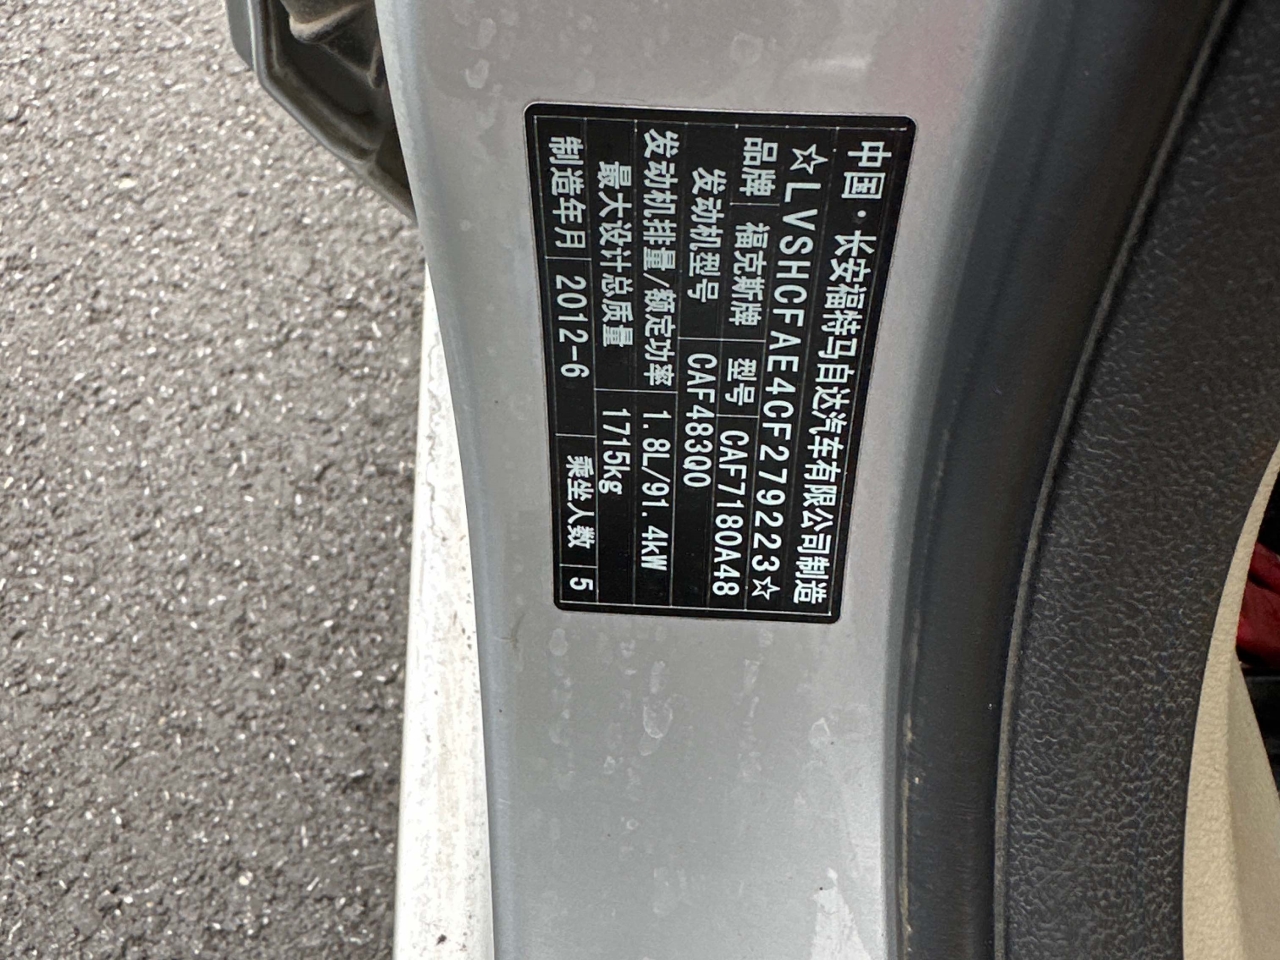 中国·长安福特马自达汽车有限公司制造
☆LVSHCFAE4CF279223☆
品牌 福克斯牌 型号 CAF7180A48
发动机型号 CAF483Q0
发动机排量/额定功率 1.8L/91.4kW
最大设计总质量 1715kg
制造年月 2012-6 乘坐人数 5